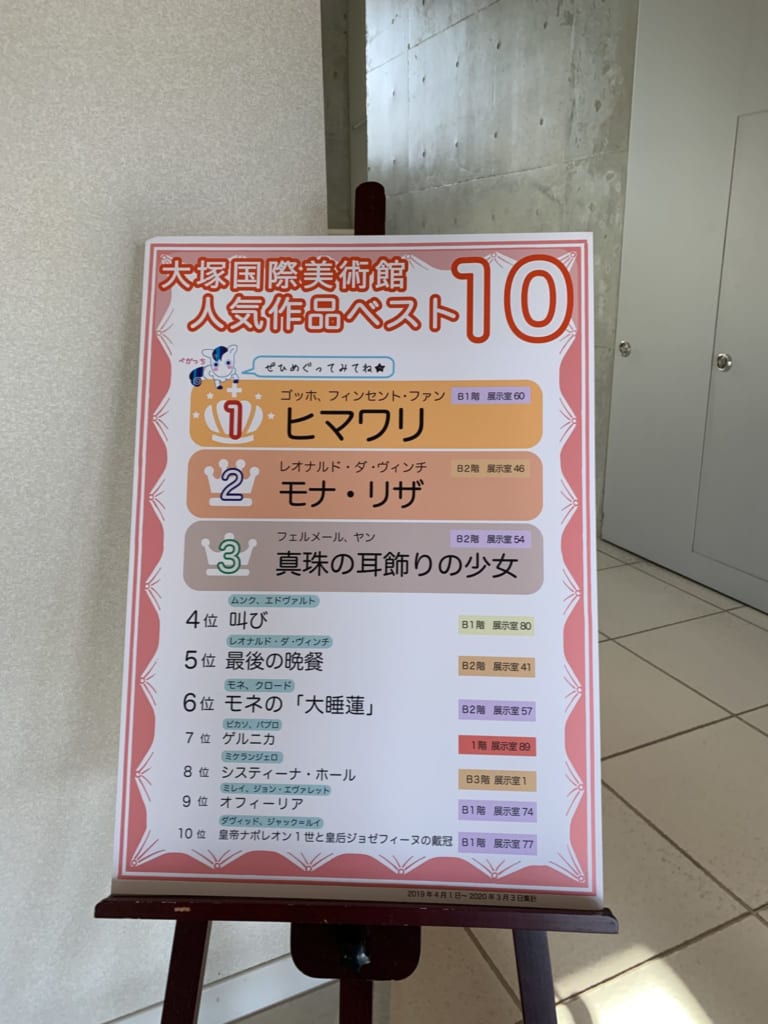 大塚国際美術館
人気作品ベスト10
ぺがっち
ぜひめぐってみてね★
1 ゴッホ、フィンセント・ファン B1階 展示室60
ヒマワリ
2 レオナルド・ダ・ヴィンチ B2階 展示室46
モナ・リザ
3 フェルメール、ヤン B2階 展示室54
真珠の耳飾りの少女
ムンク、エドヴァルト
4位 叫び B1階 展示室80
レオナルド・ダ・ヴィンチ
5位 最後の晩餐 B2階 展示室41
モネ、クロード
6位 モネの「大睡蓮」 B2階 展示室57
ピカソ、パブロ
7位 ゲルニカ 1階 展示室89
ミケランジェロ
8位 システィーナ・ホール B3階 展示室1
ミレイ、ジョン・エヴァレット
9位 オフィーリア B1階 展示室74
ダヴィッド、ジャック=ルイ
10位 皇帝ナポレオン1世と皇后ジョゼフィーヌの戴冠 B1階 展示室77
2019年4月1日~2020年3月3日集計